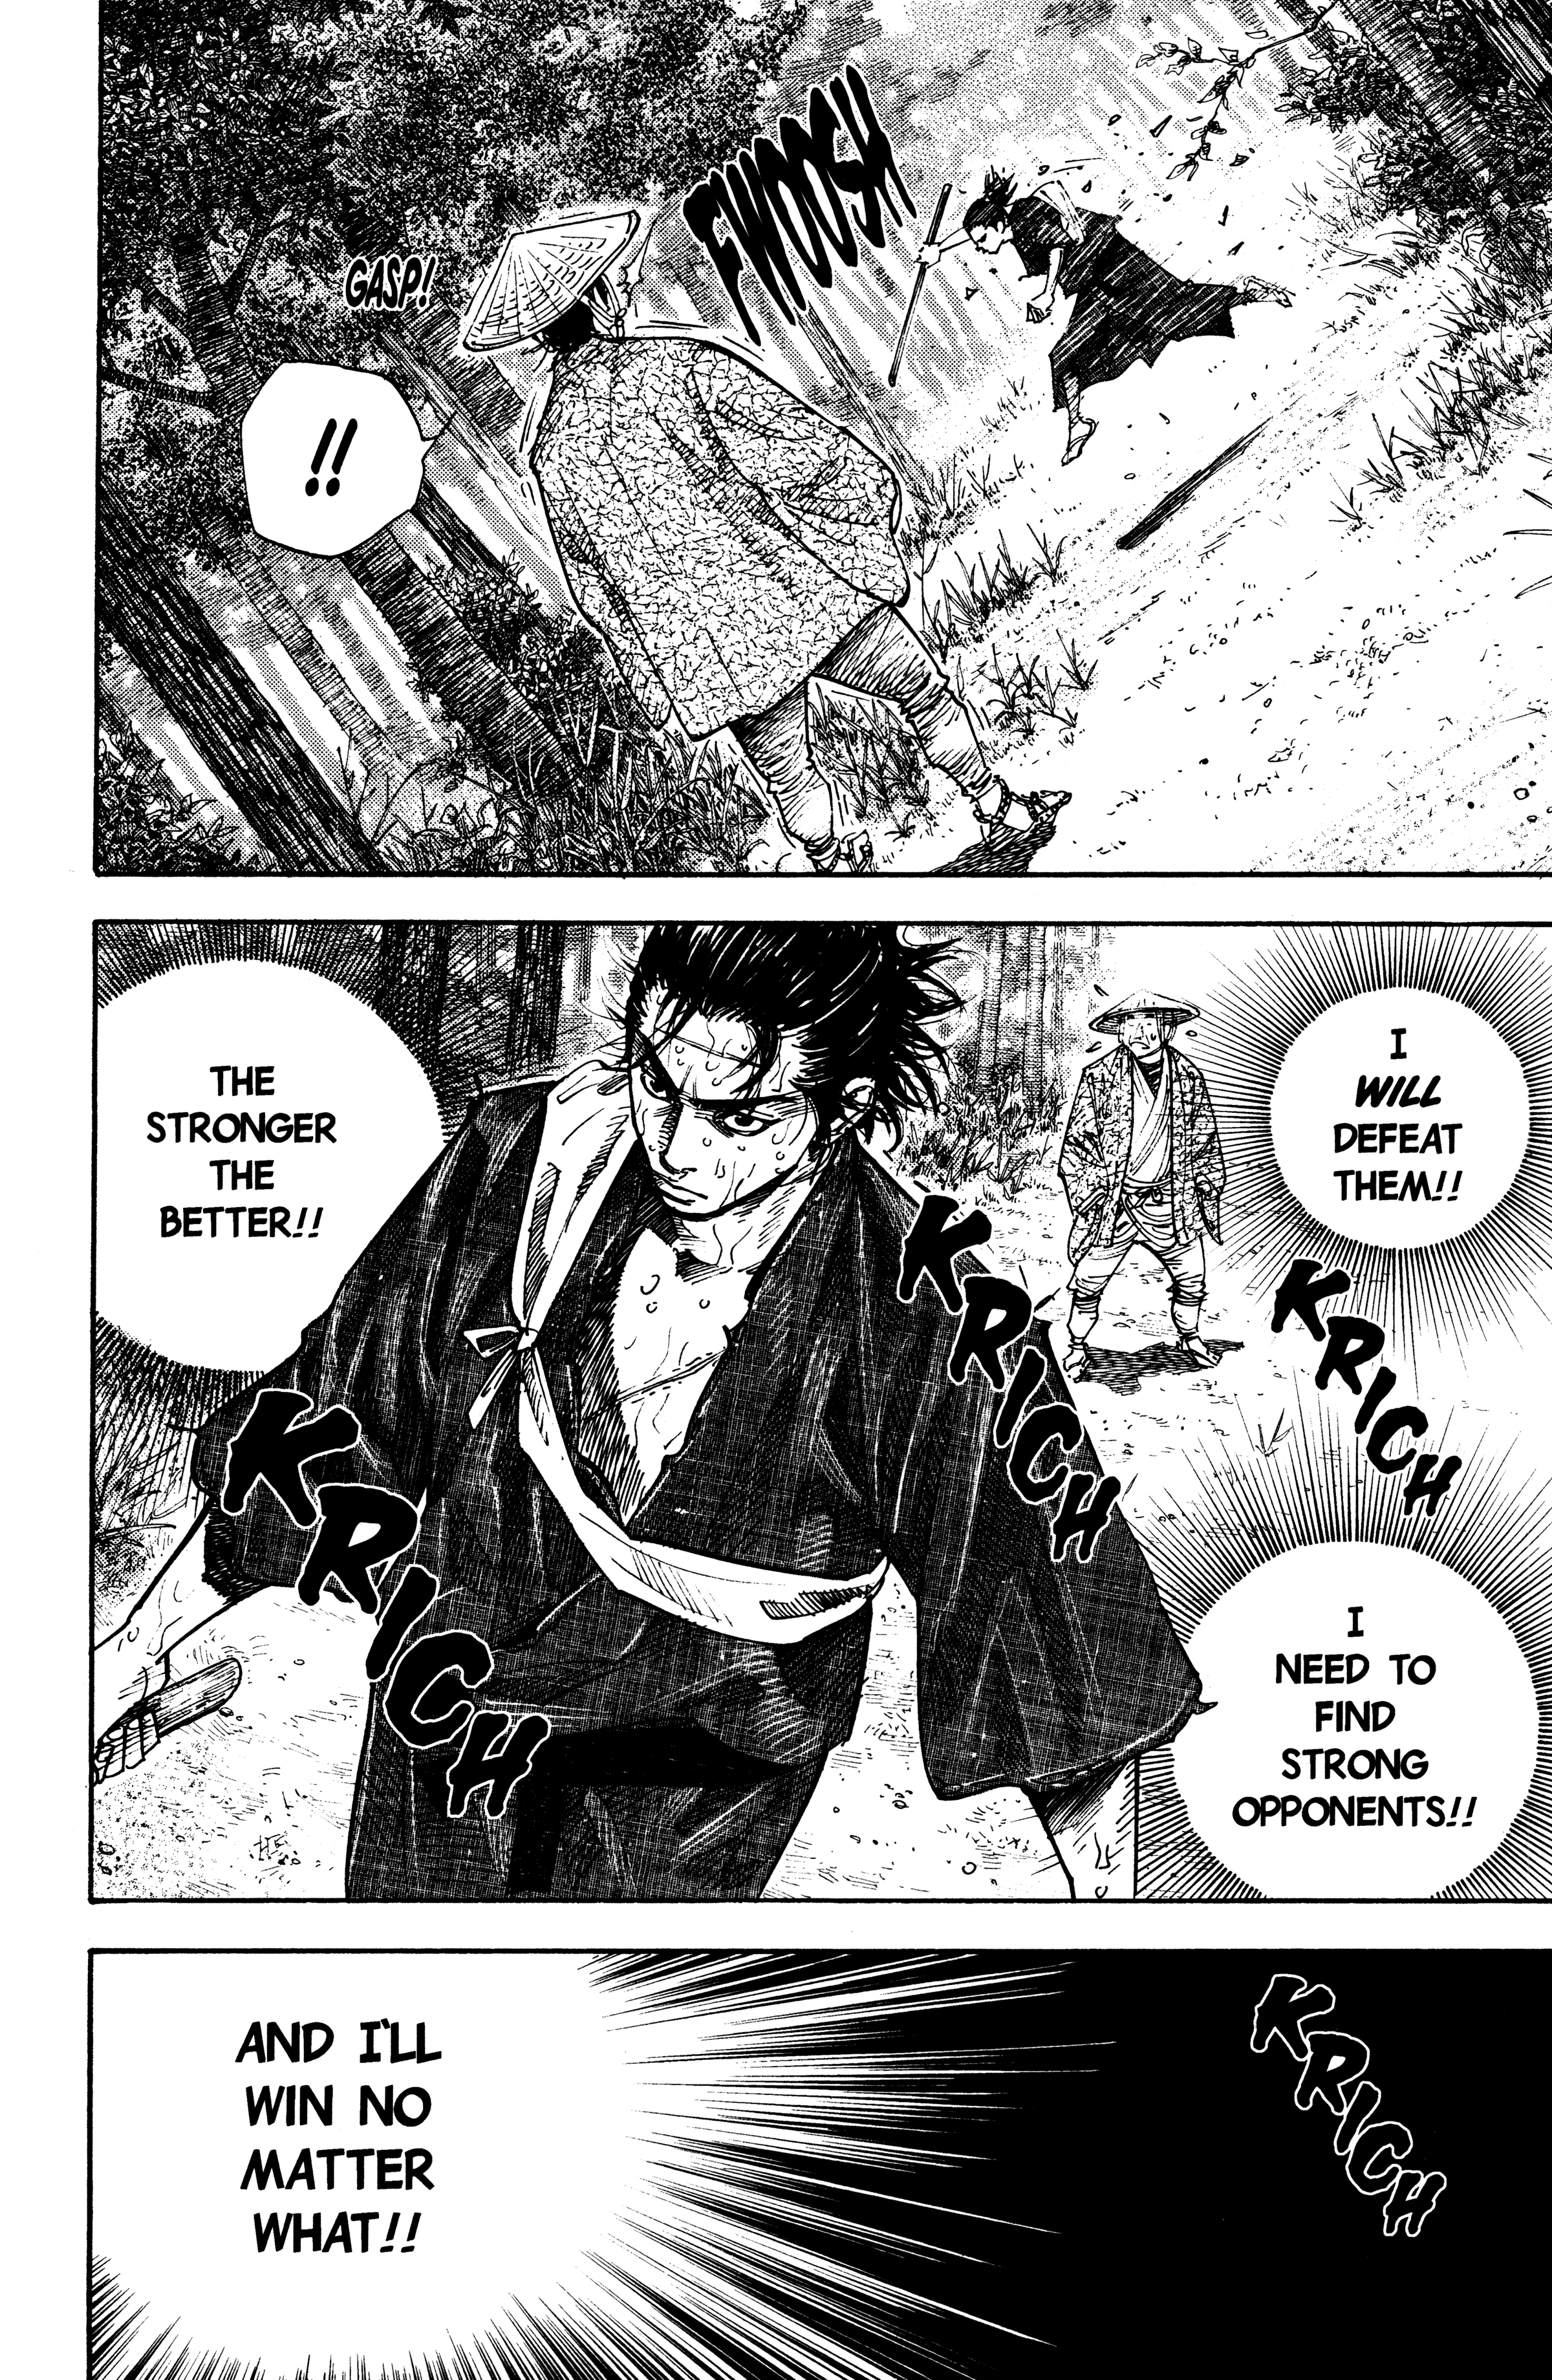 FWOOSH
GASP!
!!
I
WILL
DEFEAT
THEM!!
KRICH
I
NEED TO
FIND
STRONG
OPPONENTS!!
KRICH
THE
STRONGER
THE
BETTER!!
KRICH
KRICH
AND I'LL
WIN NO
MATTER
WHAT!!